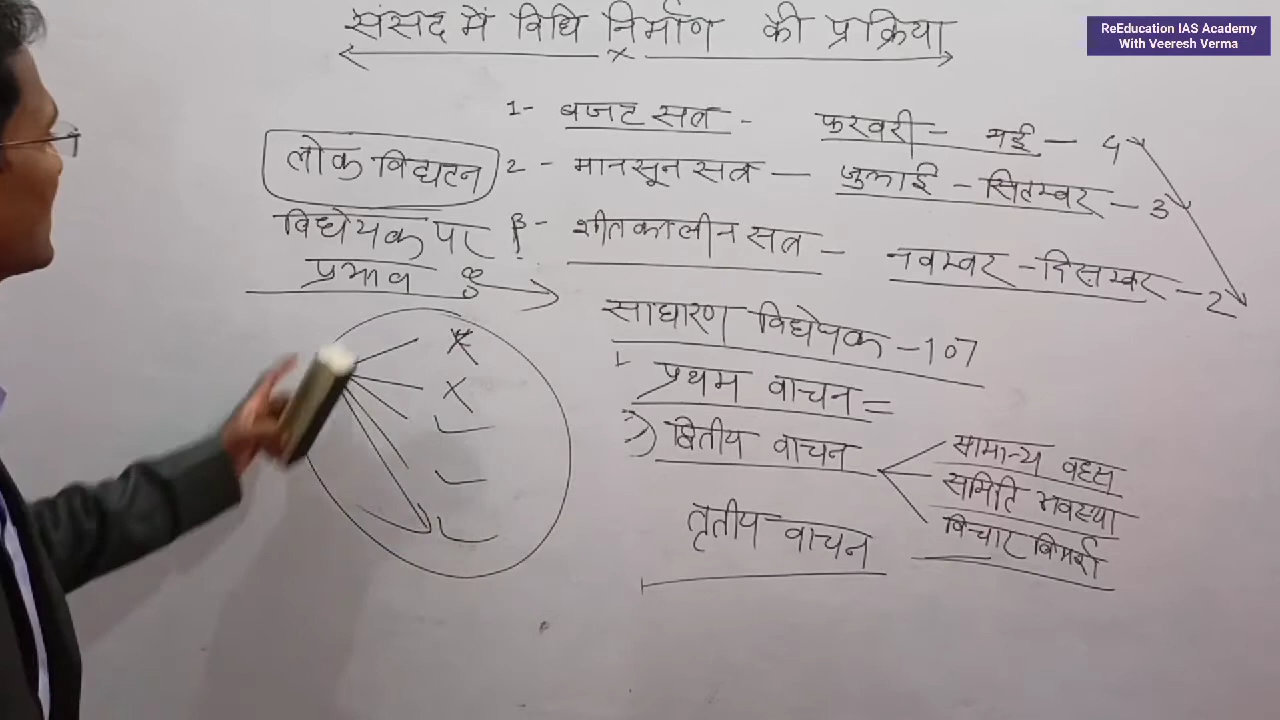 संसद में विधि निर्माण की प्रक्रिया
ReEducation IAS Academy
With Veeresh Verma
1- बजट सत्र - फरवरी - मई - 4
2- मानसून सत्र - जुलाई - सितम्बर - 3
3- शीतकालीन सत्र - नवम्बर - दिसम्बर - 2
लोक विघटन
विधेयक पर
प्रभाव
साधारण विधेयक - 107
1 प्रथम वाचन =
2) द्वितीय वाचन
सामान्य बहस
समिति अवस्था
विचार विमर्श
तृतीय वाचन